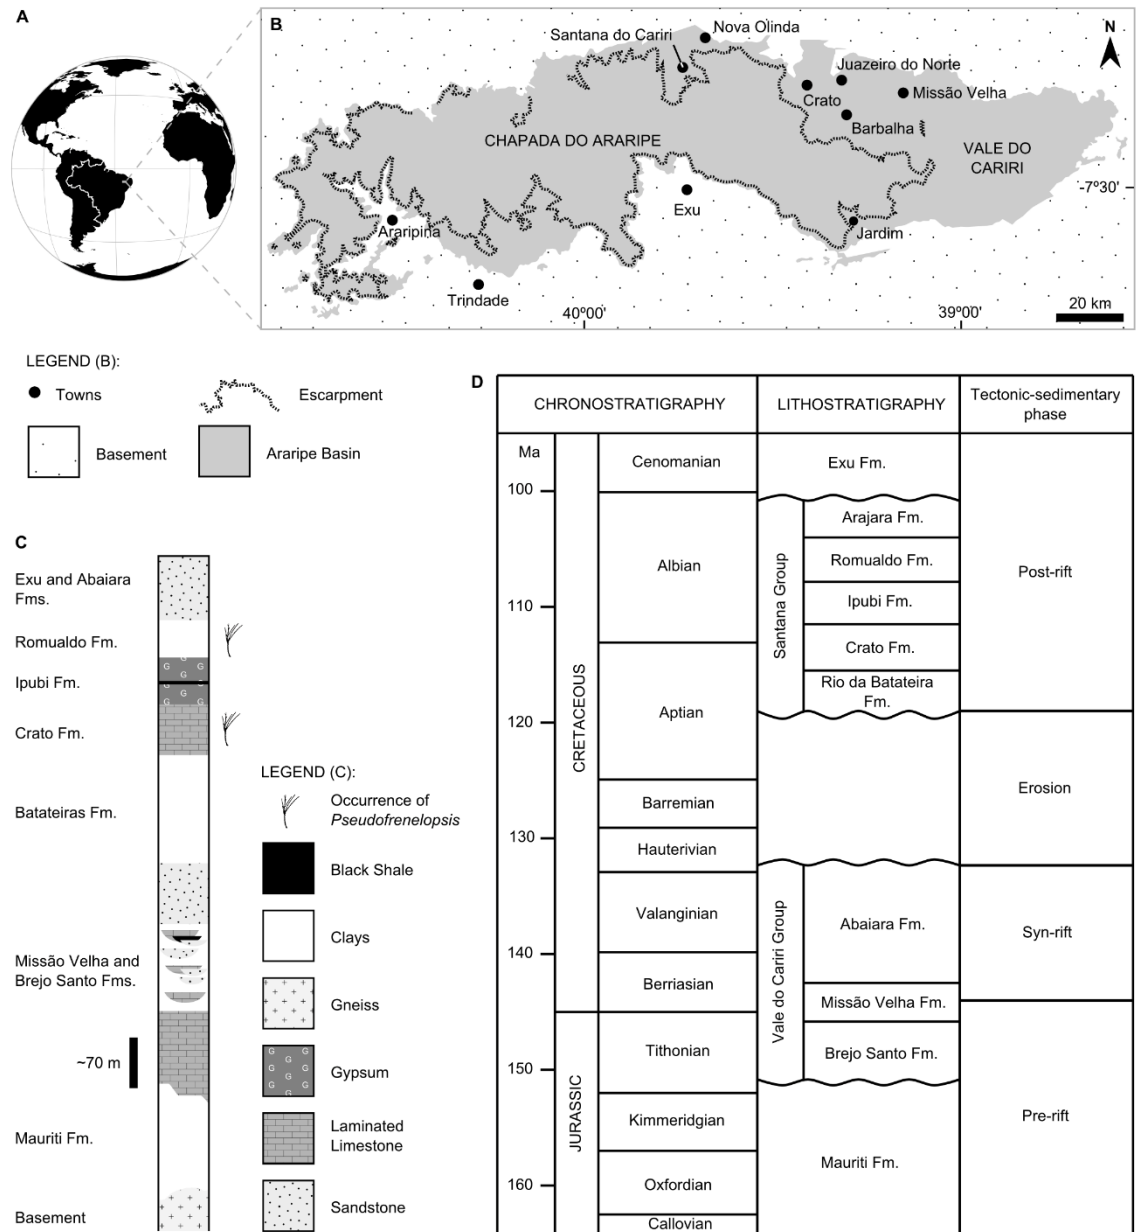 A
B
Santana do Cariri
Nova Olinda
N
Juazeiro do Norte
Crato
Missão Velha
Barbalha
CHAPADA DO ARARIPE
VALE DO
CARIRI
-7º30'
Exu
Araripina
Jardim
Trindade
40º00'
39º00'
20 km
LEGEND (B):
Towns
Escarpment
Basement
Araripe Basin
C
Exu and Abaiara
Fms.
Romualdo Fm.
Ipubi Fm.
Crato Fm.
Batateiras Fm.
Missão Velha and
Brejo Santo Fms.
~70 m
Mauriti Fm.
Basement
G G
G G G
G G
LEGEND (C):
Occurrence of
Pseudofrenelopsis
Black Shale
Clays
Gneiss
G G
G G G
G G
G G G
G
Gypsum
Laminated
Limestone
Sandstone
D
CHRONOSTRATIGRAPHY
LITHOSTRATIGRAPHY
Tectonic-sedimentary
phase
Ma
100
110
120
130
140
150
160
CRETACEOUS
JURASSIC
Cenomanian
Albian
Aptian
Barremian
Hauterivian
Valanginian
Berriasian
Tithonian
Kimmeridgian
Oxfordian
Callovian
Exu Fm.
Santana Group
Arajara Fm.
Romualdo Fm.
Ipubi Fm.
Crato Fm.
Rio da Batateira
Fm.
Vale do Cariri Group
Abaiara Fm.
Missão Velha Fm.
Brejo Santo Fm.
Mauriti Fm.
Post-rift
Erosion
Syn-rift
Pre-rift